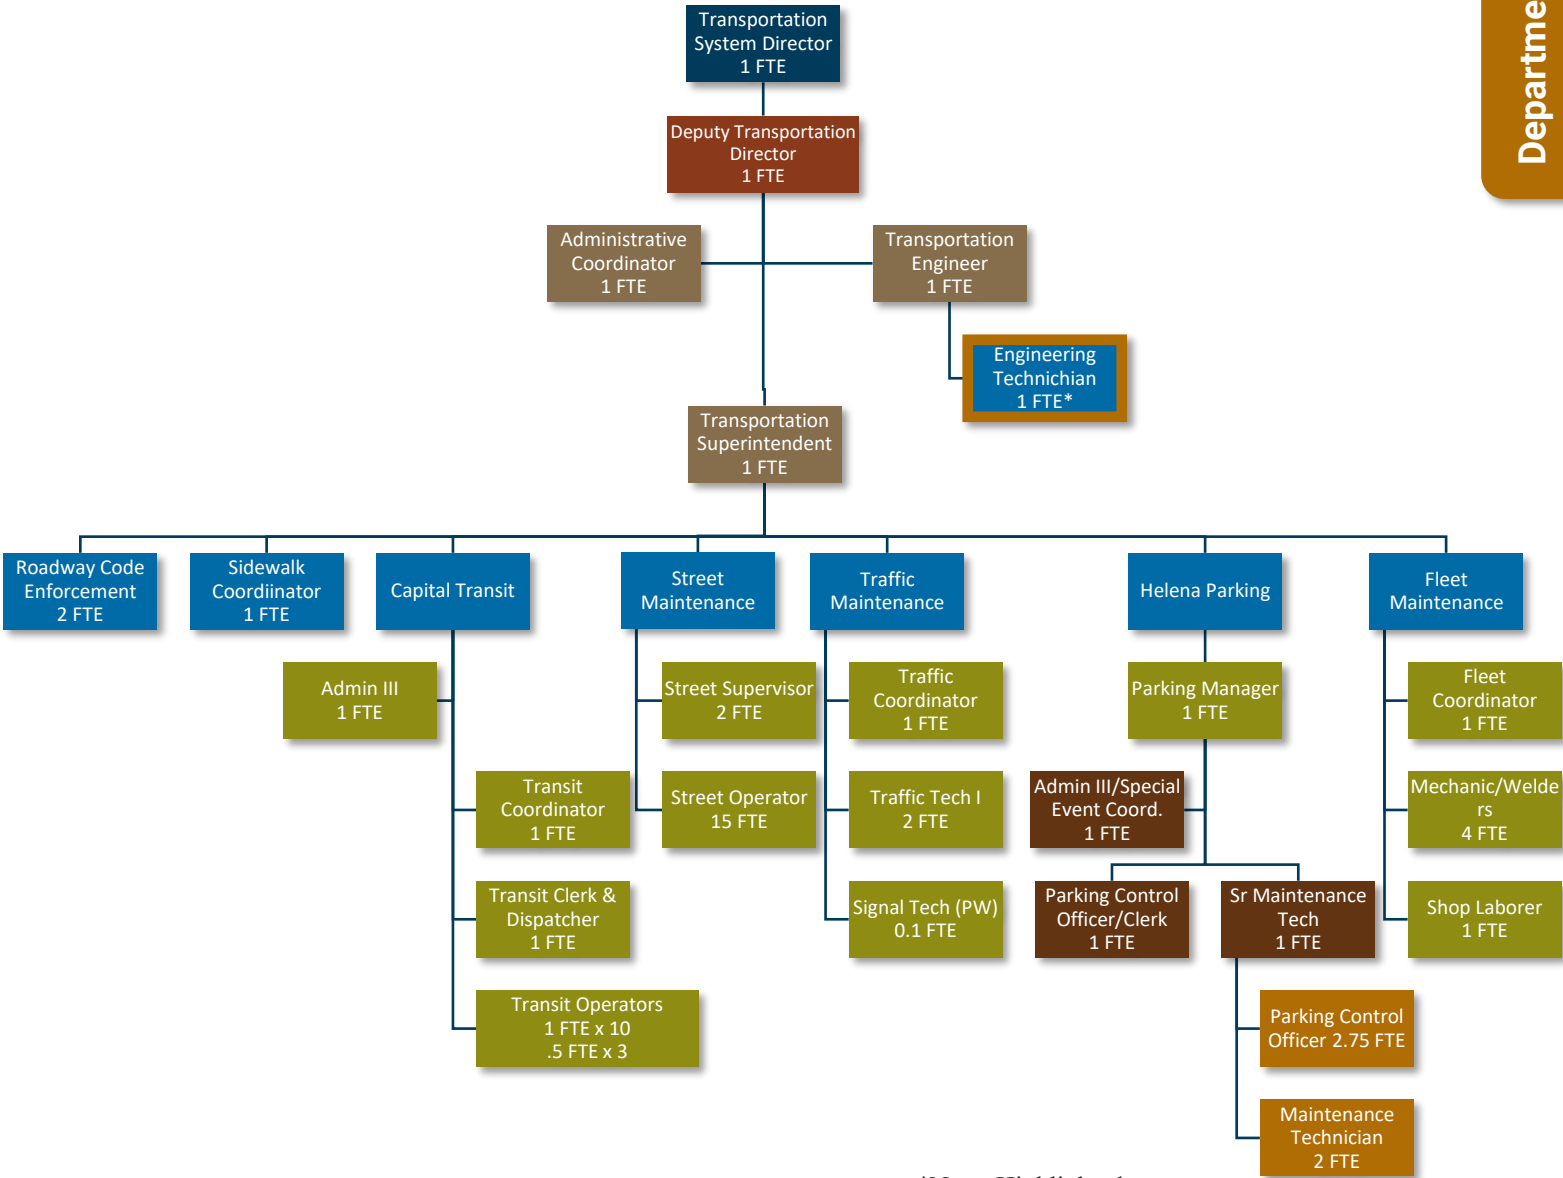 Departme
Transportation
System Director
1 FTE
Deputy Transportation
Director
1 FTE
Administrative
Coordinator
1 FTE
Transportation
Engineer
1 FTE
Engineering
Technichian
1 FTE*
Transportation
Superintendent
1 FTE
Roadway Code
Enforcement
2 FTE
Sidewalk
Coordiinator
1 FTE
Capital Transit
Street
Maintenance
Traffic
Maintenance
Helena Parking
Fleet
Maintenance
Admin III
1 FTE
Transit
Coordinator
1 FTE
Transit Clerk &
Dispatcher
1 FTE
Transit Operators
1 FTE x 10
.5 FTE x 3
Street Supervisor
2 FTE
Street Operator
15 FTE
Traffic
Coordinator
1 FTE
Traffic Tech I
2 FTE
Signal Tech (PW)
0.1 FTE
Parking Manager
1 FTE
Admin III/Special
Event Coord.
1 FTE
Parking Control
Officer/Clerk
1 FTE
Sr Maintenance
Tech
1 FTE
Parking Control
Officer 2.75 FTE
Maintenance
Technician
2 FTE
Fleet
Coordinator
1 FTE
Mechanic/Welde
rs
4 FTE
Shop Laborer
1 FTE